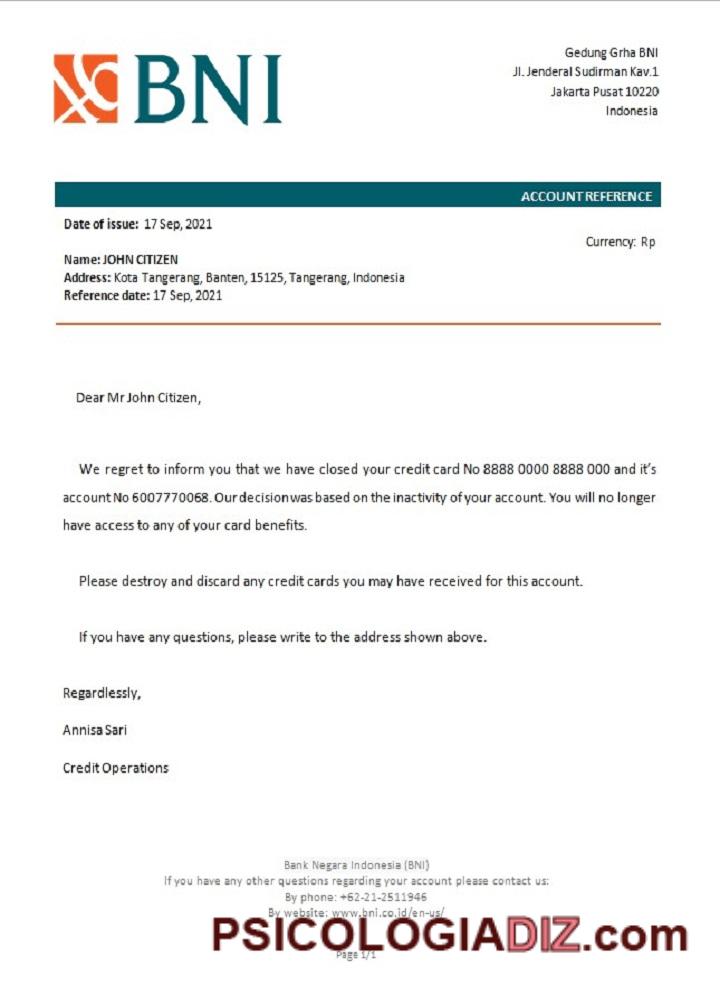 BNI
Gedung Grha BNI
Jl. Jenderal Sudirman Kav.1
Jakarta Pusat 10220
Indonesia
ACCOUNT REFERENCE
Date of issue: 17 Sep, 2021
Currency: Rp
Name: JOHN CITIZEN
Address: Kota Tangerang, Banten, 15125, Tangerang, Indonesia
Reference date: 17 Sep, 2021
Dear Mr John Citizen,
We regret to inform you that we have closed your credit card No 8888 0000 8888 000 and it's
account No 6007770068. Our decision was based on the inactivity of your account. You will no longer
have access to any of your card benefits.
Please destroy and discard any credit cards you may have received for this account.
If you have any questions, please write to the address shown above.
Regardlessly,
Annisa Sari
Credit Operations
Bank Negara Indonesia (BNI)
If you have any other questions regarding your account please contact us:
By phone: +62-21-2511946
By website: www.bni.co.id/en-us/
PSICOLOGIADIZ.com
Page 1/1